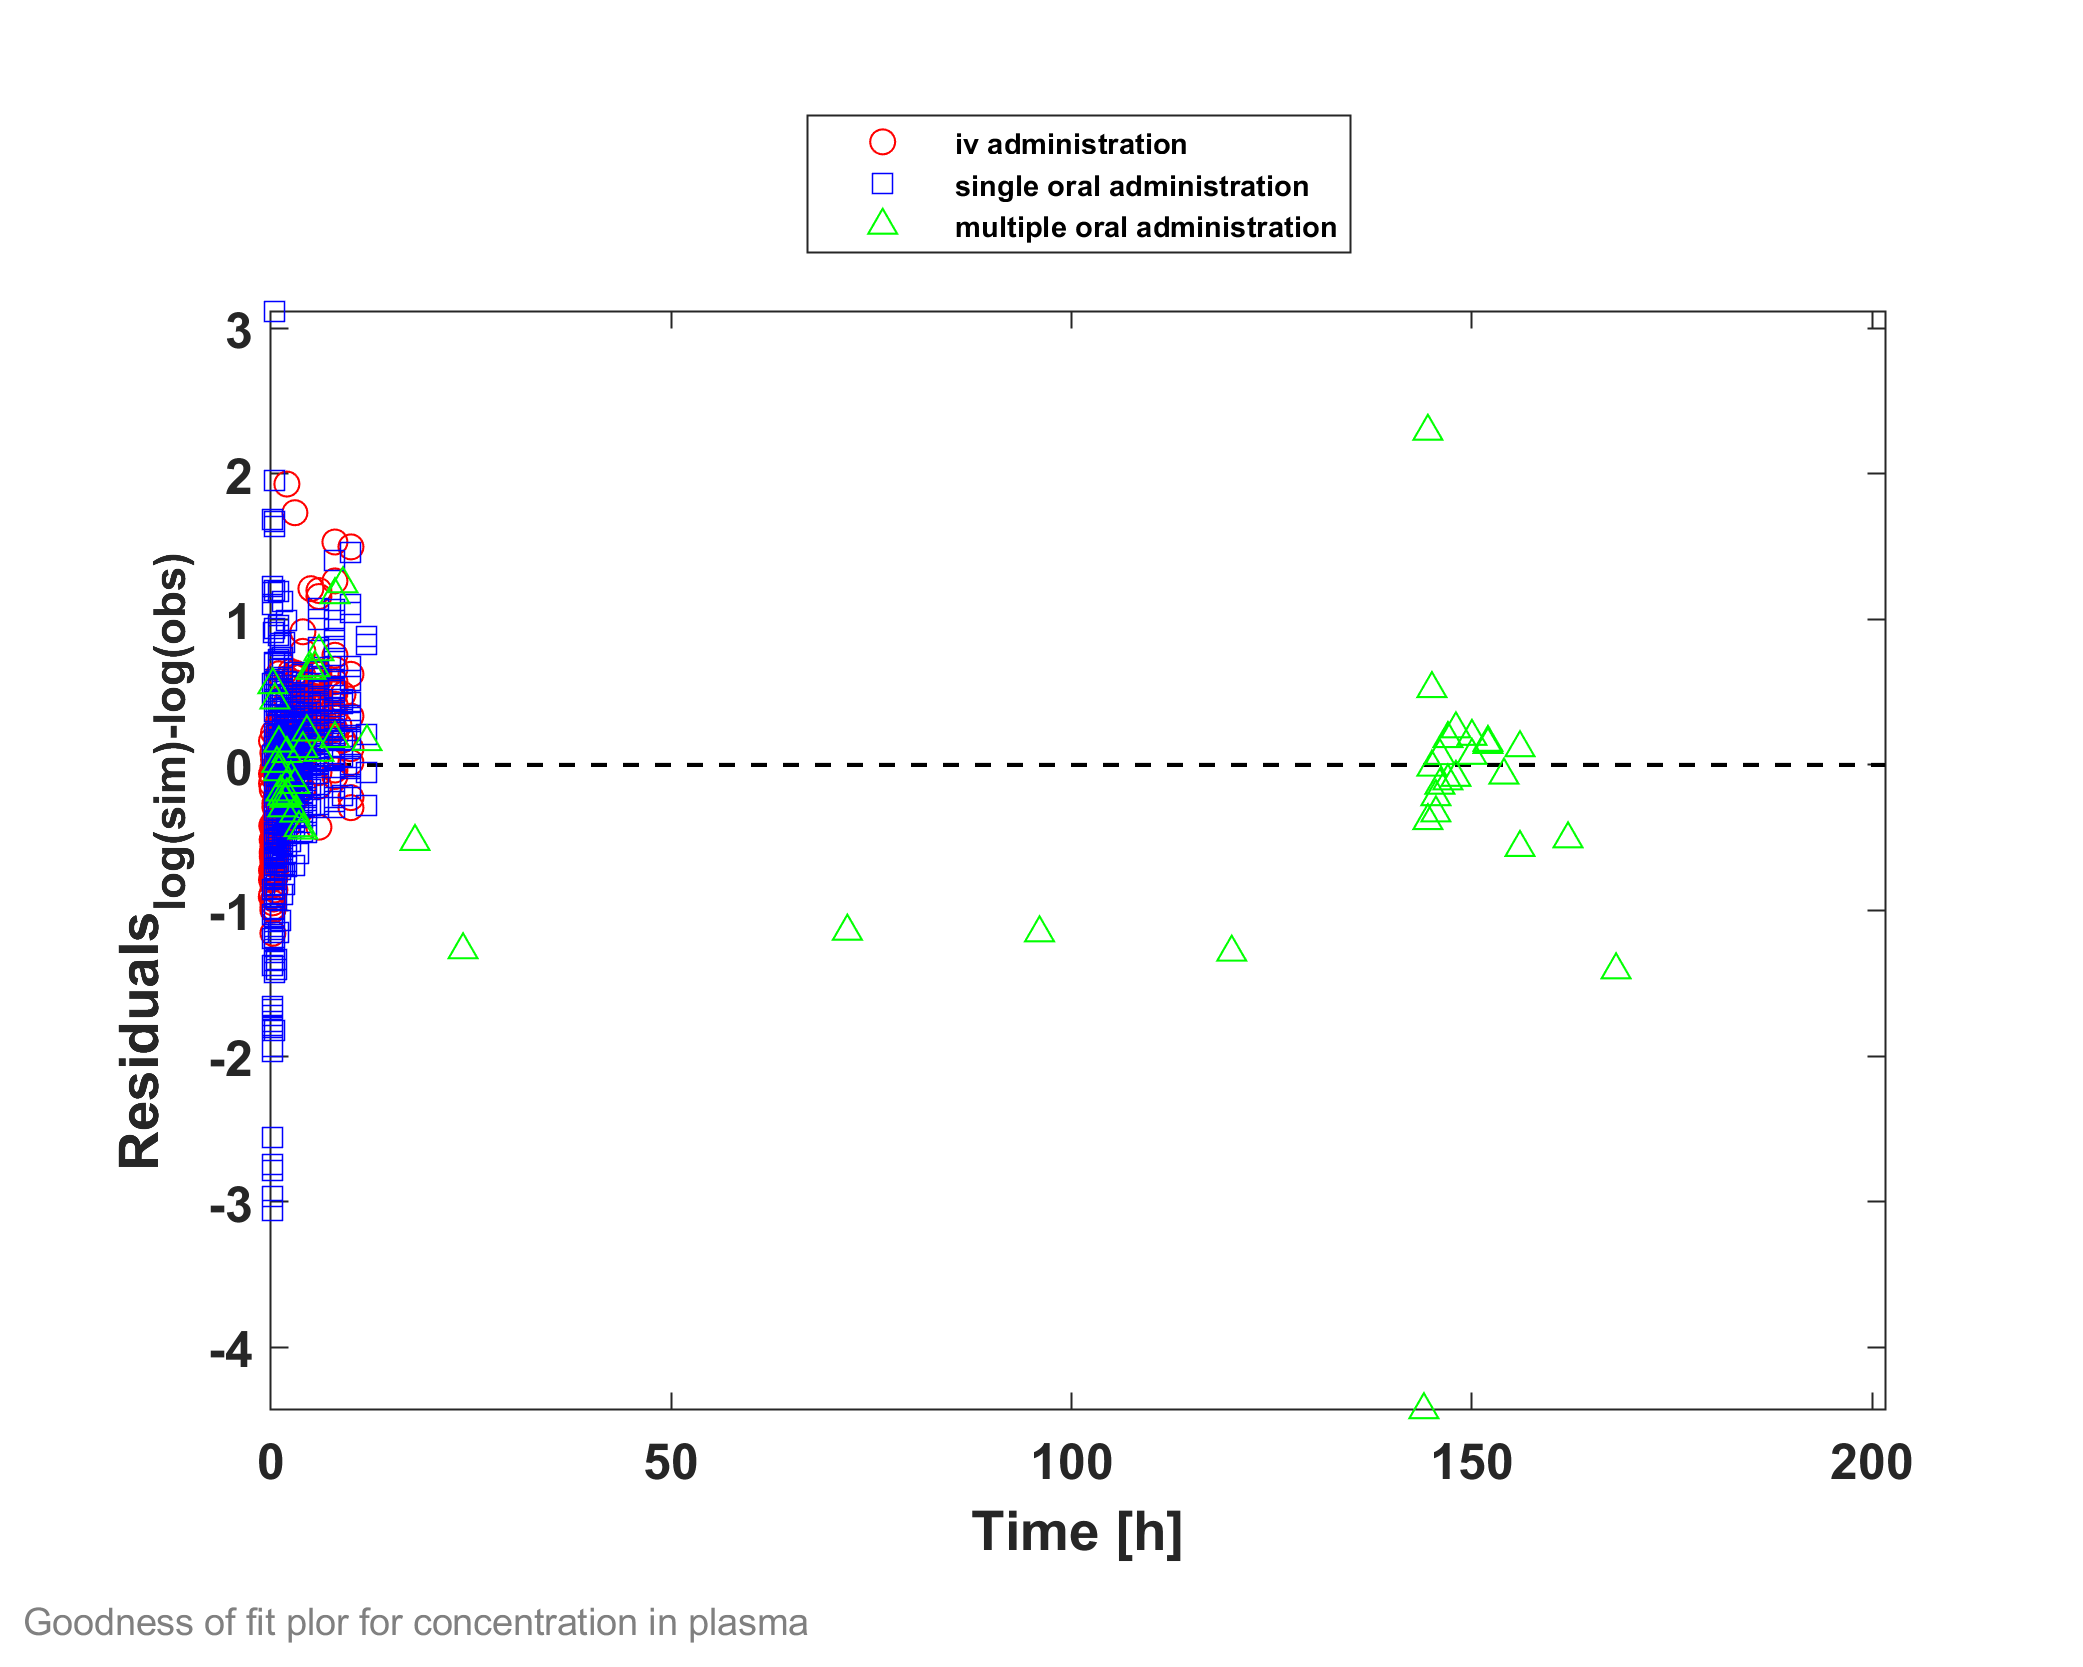 iv administration
single oral administration
multiple oral administration
3
2
1
0
-1
-2
-3
-4
Residuals log(sim)-log(obs)
0 50 100 150 200
Time [h]
Goodness of fit plor for concentration in plasma